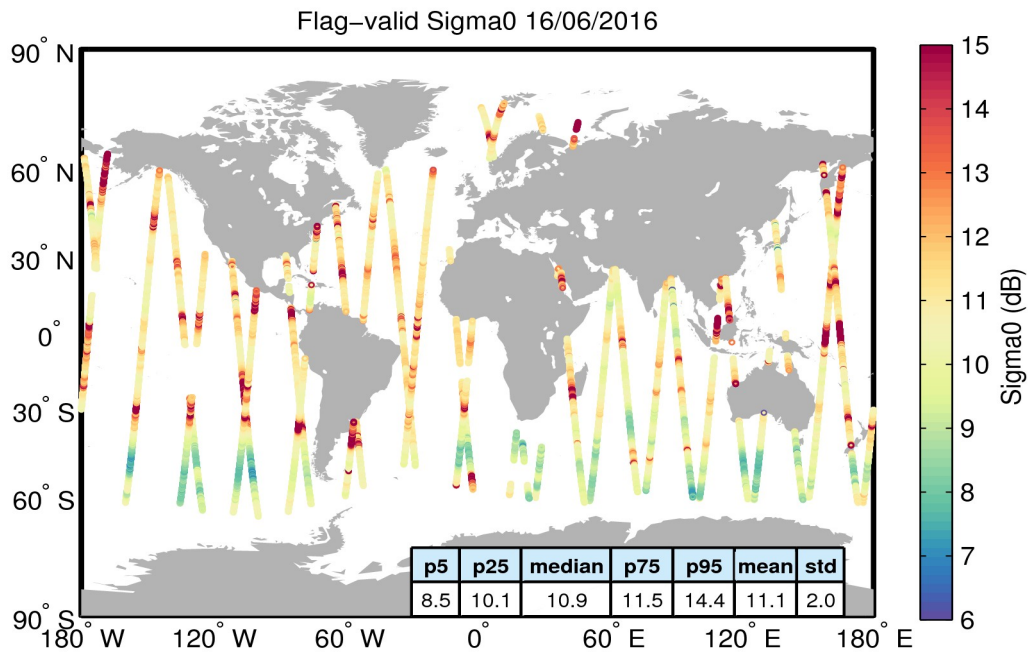 Flag−valid Sigma0 16/06/2016
90° N
60° N
30° N
0°
30° S
60° S
90° S
180° W
120° W
60° W
0°
60° E
120° E
180° E
p5 p25 median p75 p95 mean std
8.5 10.1 10.9 11.5 14.4 11.1 2.0
15
14
13
12
11
10
9
8
7
6
Sigma0 (dB)